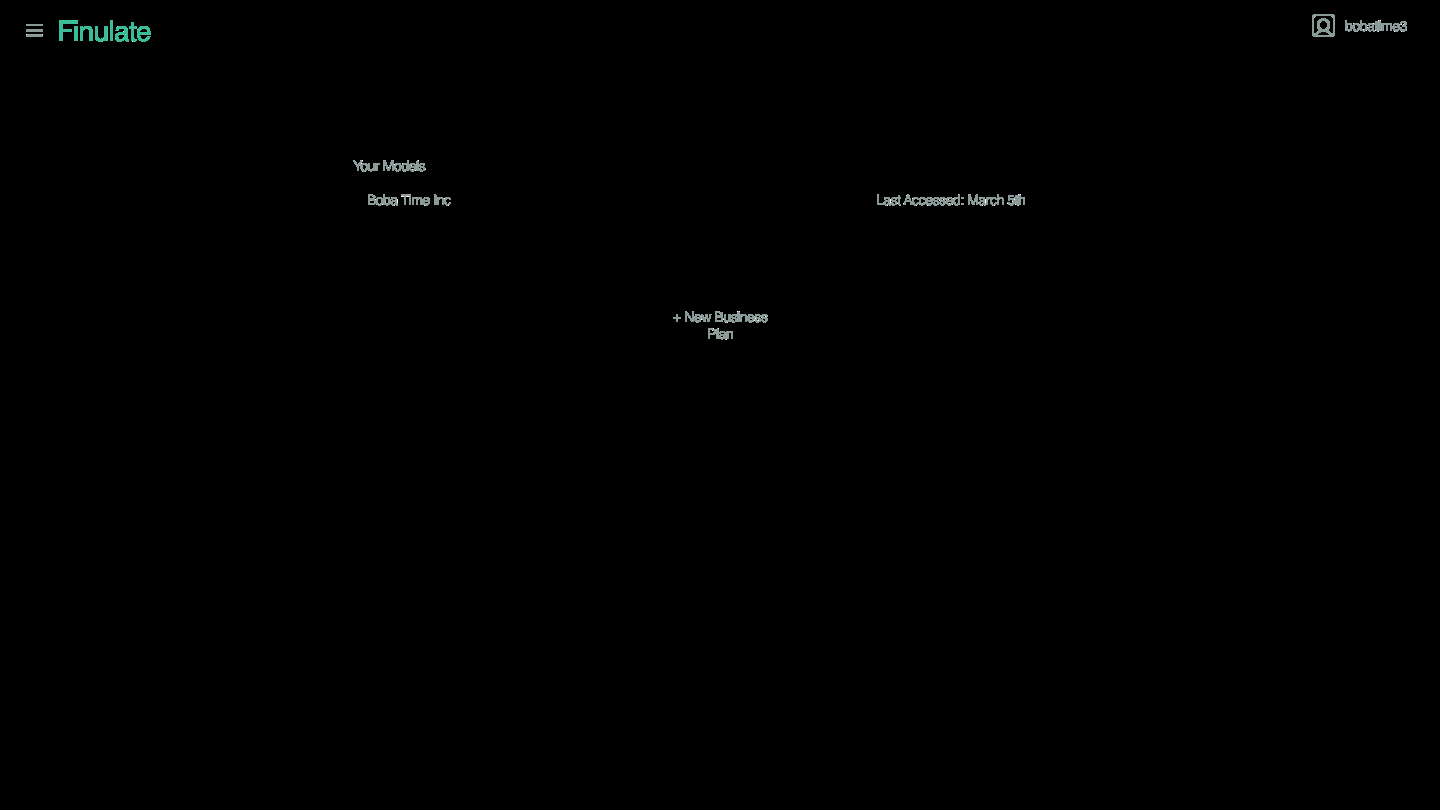 Finulate
bobatime3
Your Models
Boba Time Inc
Last Accessed: March 5th
+ New Business
Plan